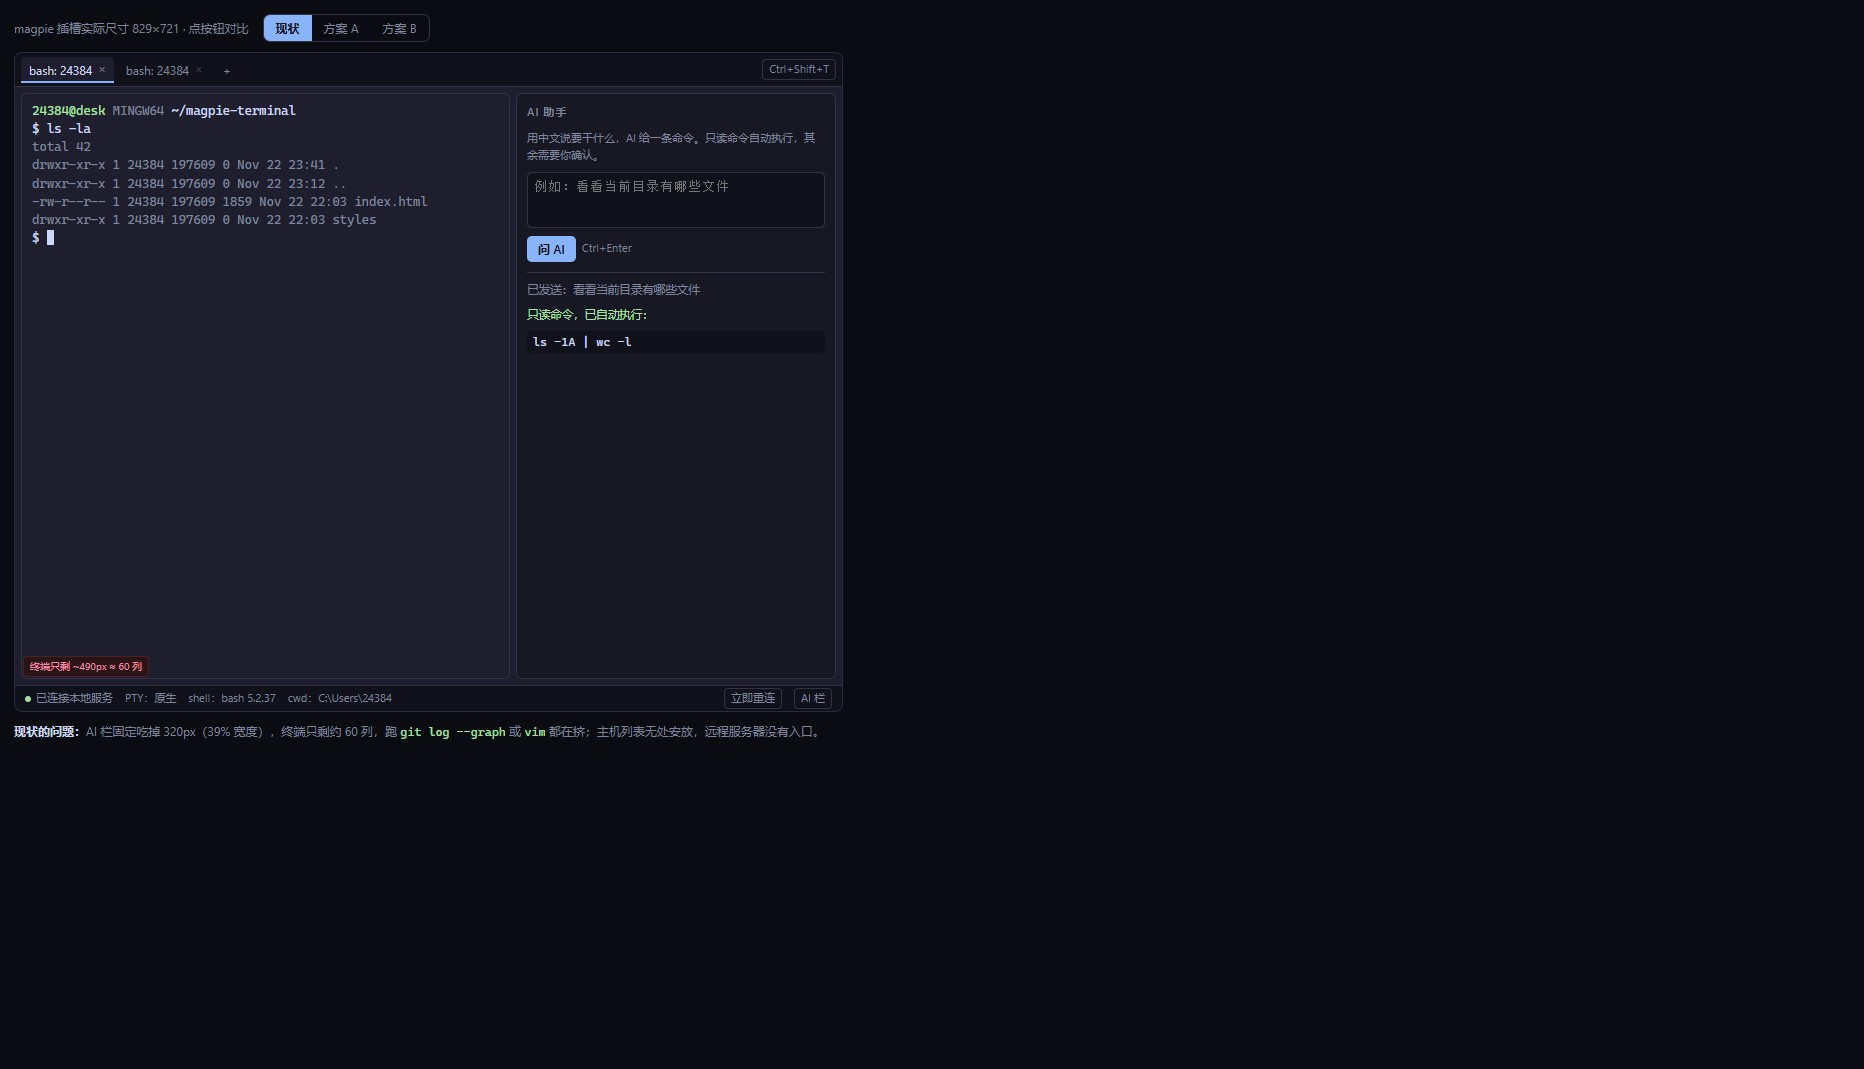 magpie 插槽实际尺寸 829×721 · 点按钮对比 现状 方案 A 方案 B
bash: 24384 × bash: 24384 × + Ctrl+Shift+T
24384@desk MINGW64 ~/magpie-terminal
$ ls -la
total 42
drwxr-xr-x 1 24384 197609 0 Nov 22 23:41 .
drwxr-xr-x 1 24384 197609 0 Nov 22 23:12 ..
-rw-r--r-- 1 24384 197609 1859 Nov 22 22:03 index.html
drwxr-xr-x 1 24384 197609 0 Nov 22 22:03 styles
$
终端只剩 ~490px ≈ 60 列
AI 助手
用中文说要干什么，AI 给一条命令。只读命令自动执行，其
余需要你确认。
例如：看看当前目录有哪些文件
问 AI Ctrl+Enter
已发送：看看当前目录有哪些文件
只读命令，已自动执行：
ls -1A | wc -l
已连接本地服务 PTY：原生 shell：bash 5.2.37 cwd：C:\Users\24384 立即重连 AI 栏
现状的问题：AI 栏固定吃掉 320px（39% 宽度），终端只剩约 60 列，跑 git log --graph 或 vim 都在挤；主机列表无处安放，远程服务器没有入口。